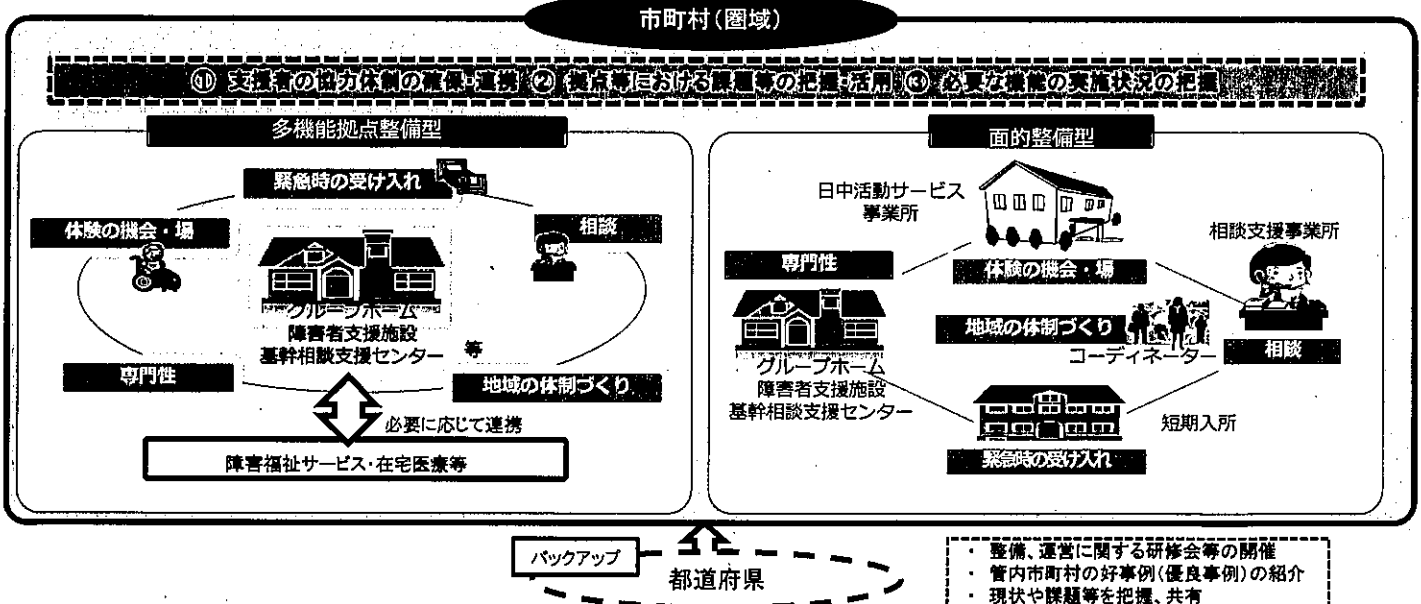 市町村(圏域)
① 支援者の協力体制の確保・連携 ② 拠点等における課題等の把握・活用 ③ 必要な機能の実施状況の把握
多機能拠点整備型
緊急時の受け入れ
体験の機会・場
相談
グループホーム
障害者支援施設
基幹相談支援センター 等
専門性
地域の体制づくり
必要に応じて連携
障害福祉サービス・在宅医療等
面的整備型
日中活動サービス
事業所
相談支援事業所
専門性
体験の機会・場
地域の体制づくり
コーディネーター
相談
グループホーム
障害者支援施設
基幹相談支援センター
短期入所
緊急時の受け入れ
バックアップ
都道府県
・ 整備、運営に関する研修会等の開催
・ 管内市町村の好事例(優良事例)の紹介
・ 現状や課題等を把握、共有